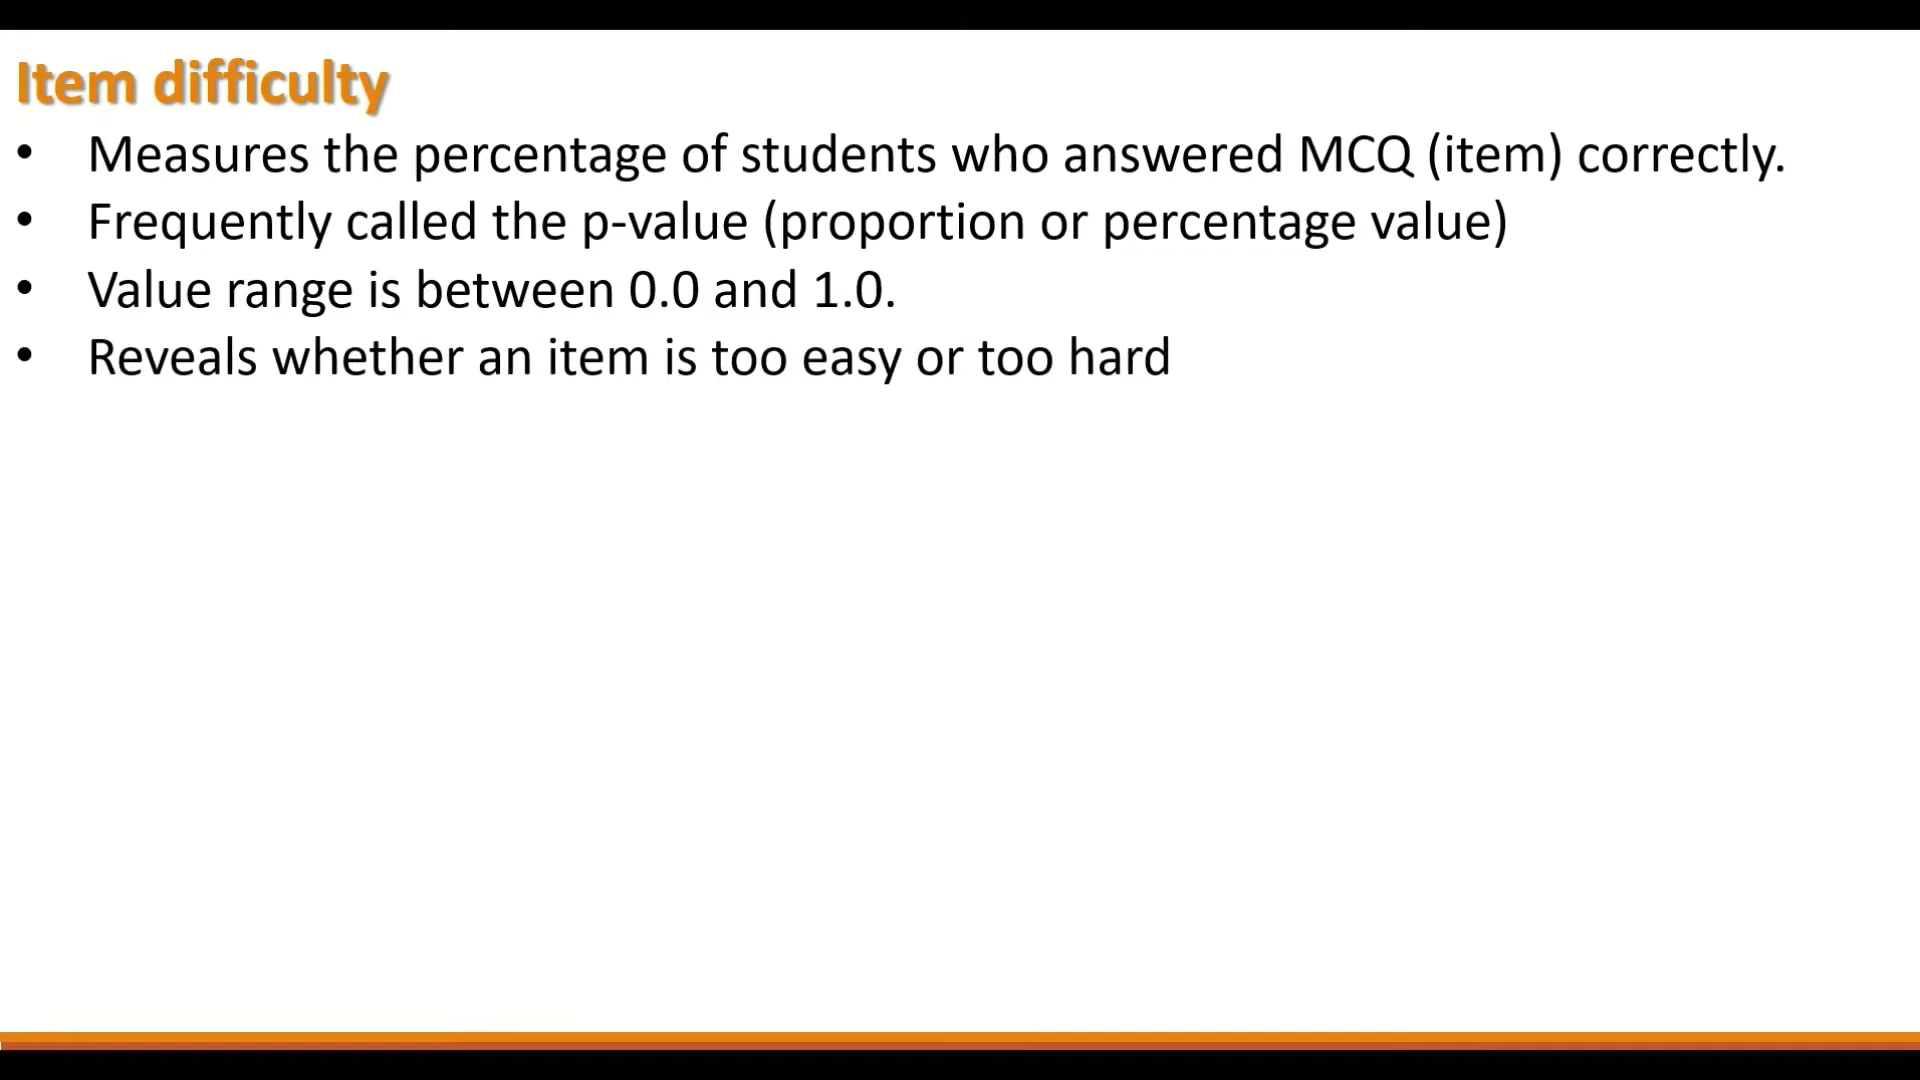 Item difficulty
• Measures the percentage of students who answered MCQ (item) correctly.
• Frequently called the p-value (proportion or percentage value)
• Value range is between 0.0 and 1.0.
• Reveals whether an item is too easy or too hard